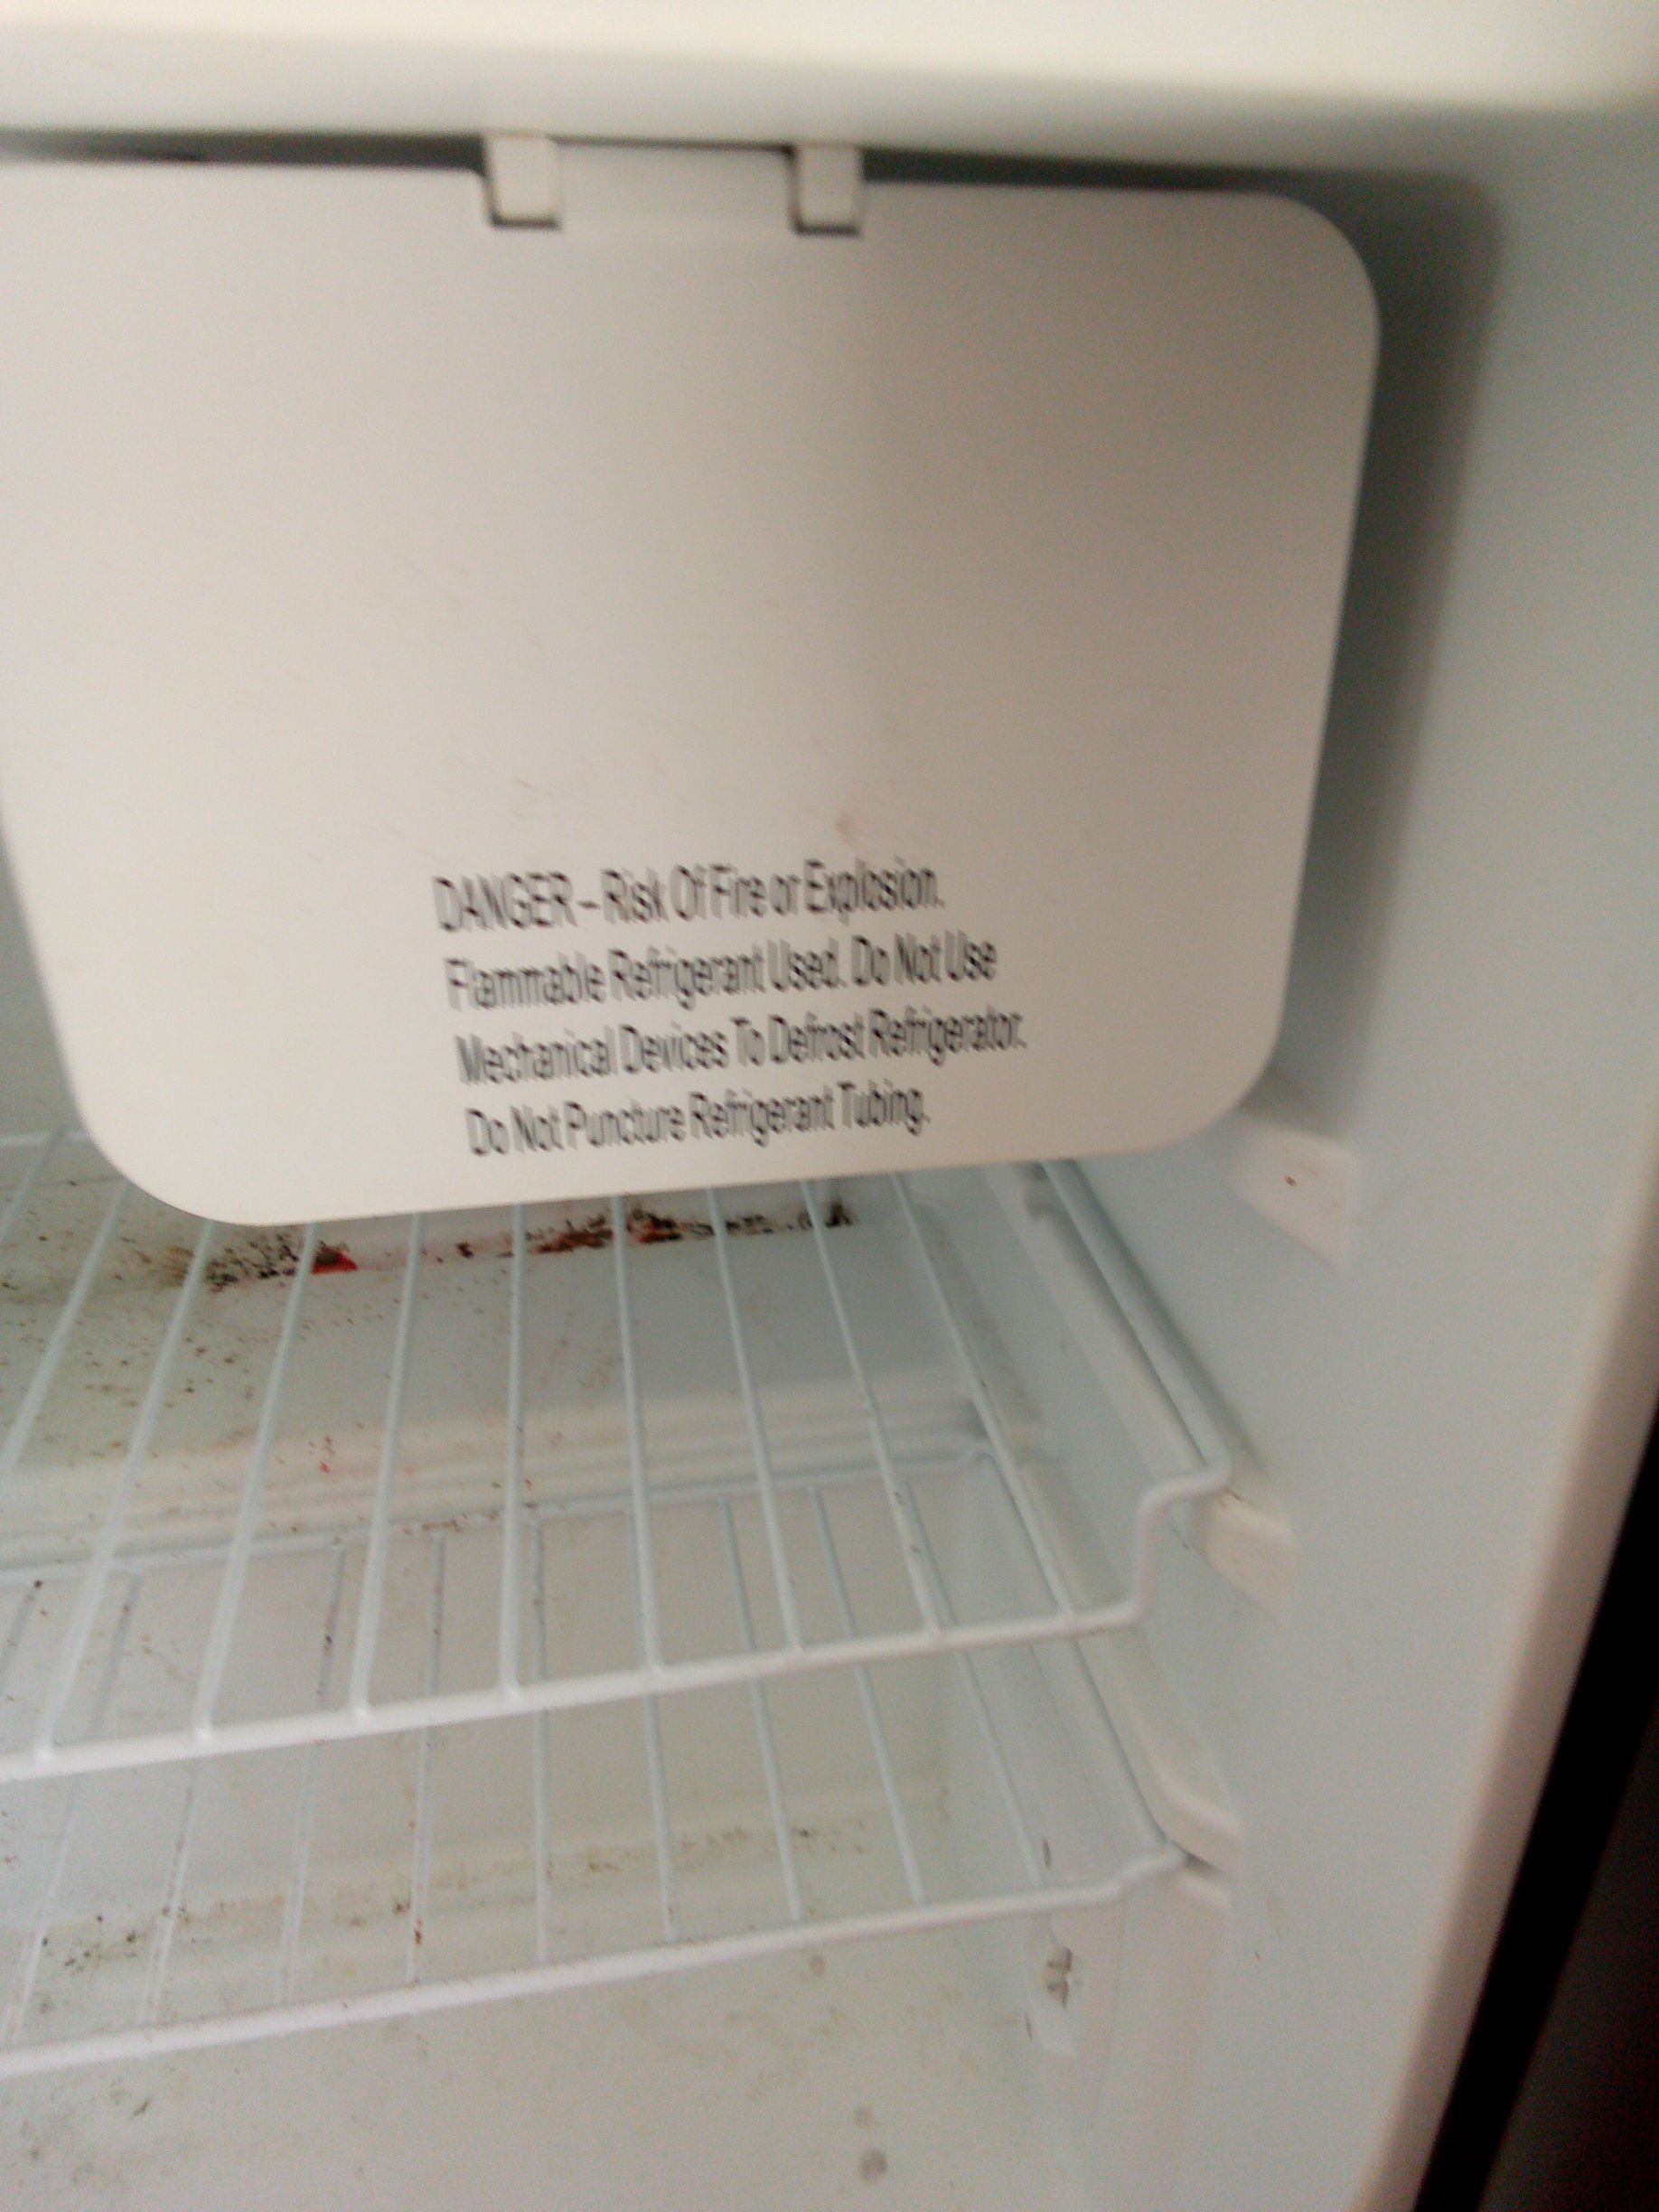 DANGER – Risk Of Fire or Explosion.
Flammable Refrigerant Used. Do Not Use
Mechanical Devices To Defrost Refrigerator.
Do Not Puncture Refrigerant Tubing.